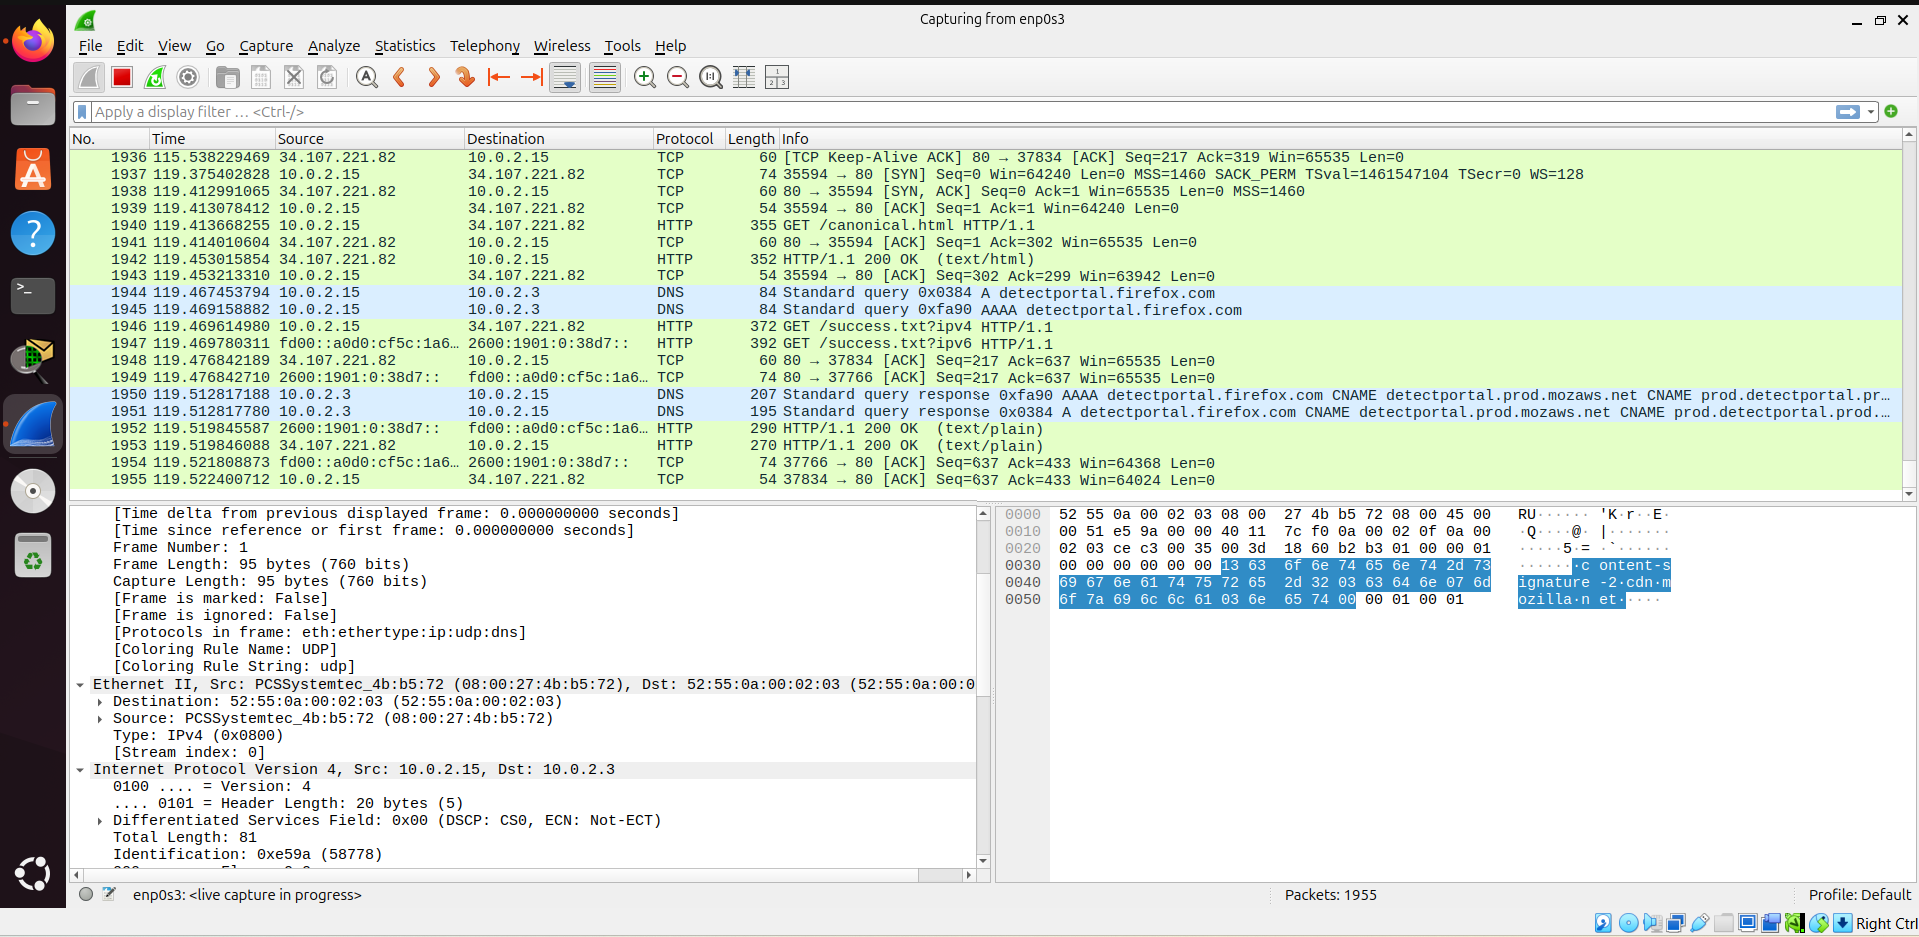 Capturing from enp0s3
File Edit View Go Capture Analyze Statistics Telephony Wireless Tools Help
Apply a display filter … <Ctrl-/>
No. Time Source Destination Protocol Length Info
1936 115.538229469 34.107.221.82 10.0.2.15 TCP 60 [TCP Keep-Alive ACK] 80 → 37834 [ACK] Seq=217 Ack=319 Win=65535 Len=0
1937 119.375402828 10.0.2.15 34.107.221.82 TCP 74 35594 → 80 [SYN] Seq=0 Win=64240 Len=0 MSS=1460 SACK_PERM TSval=1461547104 TSecr=0 WS=128
1938 119.412991065 34.107.221.82 10.0.2.15 TCP 60 80 → 35594 [SYN, ACK] Seq=0 Ack=1 Win=65535 Len=0 MSS=1460
1939 119.413078412 10.0.2.15 34.107.221.82 TCP 54 35594 → 80 [ACK] Seq=1 Ack=1 Win=64240 Len=0
1940 119.413668255 10.0.2.15 34.107.221.82 HTTP 355 GET /canonical.html HTTP/1.1
1941 119.414010604 34.107.221.82 10.0.2.15 TCP 60 80 → 35594 [ACK] Seq=1 Ack=302 Win=65535 Len=0
1942 119.453015854 34.107.221.82 10.0.2.15 HTTP 352 HTTP/1.1 200 OK (text/html)
1943 119.453213310 10.0.2.15 34.107.221.82 TCP 54 35594 → 80 [ACK] Seq=302 Ack=299 Win=63942 Len=0
1944 119.467453794 10.0.2.15 10.0.2.3 DNS 84 Standard query 0x0384 A detectportal.firefox.com
1945 119.469158882 10.0.2.15 10.0.2.3 DNS 84 Standard query 0xfa90 AAAA detectportal.firefox.com
1946 119.469614980 10.0.2.15 34.107.221.82 HTTP 372 GET /success.txt?ipv4 HTTP/1.1
1947 119.469780311 fd00::a0d0:cf5c:1a6… 2600:1901:0:38d7:: HTTP 392 GET /success.txt?ipv6 HTTP/1.1
1948 119.476842189 34.107.221.82 10.0.2.15 TCP 60 80 → 37834 [ACK] Seq=217 Ack=637 Win=65535 Len=0
1949 119.476842710 2600:1901:0:38d7:: fd00::a0d0:cf5c:1a6… TCP 74 80 → 37766 [ACK] Seq=217 Ack=637 Win=65535 Len=0
1950 119.512817188 10.0.2.3 10.0.2.15 DNS 207 Standard query response 0xfa90 AAAA detectportal.firefox.com CNAME detectportal.prod.mozaws.net CNAME prod.detectportal.pr…
1951 119.512817780 10.0.2.3 10.0.2.15 DNS 195 Standard query response 0x0384 A detectportal.firefox.com CNAME detectportal.prod.mozaws.net CNAME prod.detectportal.prod.…
1952 119.519845587 2600:1901:0:38d7:: fd00::a0d0:cf5c:1a6… HTTP 290 HTTP/1.1 200 OK (text/plain)
1953 119.519846088 34.107.221.82 10.0.2.15 HTTP 270 HTTP/1.1 200 OK (text/plain)
1954 119.521808873 fd00::a0d0:cf5c:1a6… 2600:1901:0:38d7:: TCP 74 37766 → 80 [ACK] Seq=637 Ack=433 Win=64368 Len=0
1955 119.522400712 10.0.2.15 34.107.221.82 TCP 54 37834 → 80 [ACK] Seq=637 Ack=433 Win=64024 Len=0
[Time delta from previous displayed frame: 0.000000000 seconds]
[Time since reference or first frame: 0.000000000 seconds]
Frame Number: 1
Frame Length: 95 bytes (760 bits)
Capture Length: 95 bytes (760 bits)
[Frame is marked: False]
[Frame is ignored: False]
[Protocols in frame: eth:ethertype:ip:udp:dns]
[Coloring Rule Name: UDP]
[Coloring Rule String: udp]
Ethernet II, Src: PCSSystemtec_4b:b5:72 (08:00:27:4b:b5:72), Dst: 52:55:0a:00:02:03 (52:55:0a:00:0
Destination: 52:55:0a:00:02:03 (52:55:0a:00:02:03)
Source: PCSSystemtec_4b:b5:72 (08:00:27:4b:b5:72)
Type: IPv4 (0x0800)
[Stream index: 0]
Internet Protocol Version 4, Src: 10.0.2.15, Dst: 10.0.2.3
0100 .... = Version: 4
.... 0101 = Header Length: 20 bytes (5)
Differentiated Services Field: 0x00 (DSCP: CS0, ECN: Not-ECT)
Total Length: 81
Identification: 0xe59a (58778)
0000 52 55 0a 00 02 03 08 00 27 4b b5 72 08 00 45 00 RU······ 'K·r··E·
0010 00 51 e5 9a 00 00 40 11 7c f0 0a 00 02 0f 0a 00 ·Q····@· |·······
0020 02 03 ce c3 00 35 00 3d 18 60 b2 b3 01 00 00 01 ·····5·= ·`······
0030 00 00 00 00 00 00 13 63 6f 6e 74 65 6e 74 2d 73 ·······c ontent-s
0040 69 67 6e 61 74 75 72 65 2d 32 03 63 64 6e 07 6d ignature -2·cdn·m
0050 6f 7a 69 6c 6c 61 03 6e 65 74 00 00 01 00 01 ozilla·n et·····
enp0s3: <live capture in progress>
Packets: 1955
Profile: Default
Right Ctrl